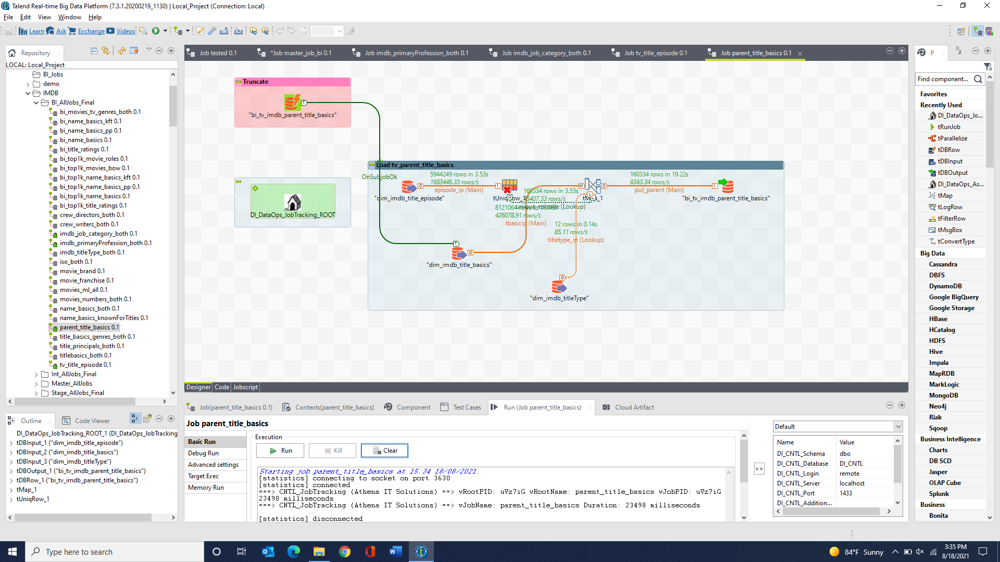 Talend Real-time Big Data Platform (7.3.1.20200219_1130) | Local_Project (Connection: Local)
File Edit View Window Help
Learn Ask Exchange Videos
Repository
LOCAL: Local_Project
BI_Jobs
demo
IMDB
BI_AllJobs_Final
bi_movies_tv_genres_both 0.1
bi_name_basics_kft 0.1
bi_name_basics_pp 0.1
bi_name_basics 0.1
bi_title_ratings 0.1
bi_top1k_movie_roles 0.1
bi_top1k_movies_bow 0.1
bi_top1k_name_basics_kft 0.1
bi_top1k_name_basics_pp 0.1
bi_top1k_name_basics 0.1
bi_top1k_title_ratings 0.1
crew_directors_both 0.1
crew_writers_both 0.1
imdb_job_category_both 0.1
imdb_primaryProfession_both 0.1
imdb_titleType_both 0.1
iso_both 0.1
movie_brand 0.1
movie_franchise 0.1
movies_ml_all 0.1
movies_numbers_both 0.1
name_basics_both 0.1
name_basics_knownForTitles 0.1
parent_title_basics 0.1
title_basics_genres_both 0.1
title_principals_both 0.1
titlebasics_both 0.1
tv_title_episode 0.1
Int_AllJobs_Final
Master_AllJobs
Stage_AllJobs_Final
Outline Code Viewer
DI_DataOps_JobTracking_ROOT_1 (DI_DataOps_JobTracking
tDBInput_1 ("dim_imdb_title_episode")
tDBInput_2 ("dim_imdb_title_basics")
tDBInput_3 ("dim_imdb_titleType")
tDBOutput_1 ("bi_tv_imdb_parent_title_basics")
tDBRow_1 ("bi_tv_imdb_parent_title_basics")
tMap_1
tUniqRow_1
Job tested 0.1 *Job master_job_bi 0.1 Job imdb_primaryProfession_both 0.1 Job imdb_job_category_both 0.1 Job tv_title_episode 0.1 Job parent_title_basics 0.1
Truncate
"bi_tv_imdb_parent_title_basics"
DI_DataOps_JobTracking_ROOT
Load tv_parent_title_basics
OnSubjobOk
5944249 rows in 3.53s
1683446.33 rows/s
episode_ip (Main)
"dim_imdb_title_episode"
160334 rows in 3.53s
unique_episode (Lookup)
426078.91 rows/s
tbasicip (Main)
12 rows in 0.14s
85.11 rows/s
titletype_ip (Lookup)
160334 rows in 19.22s
8343.34 rows/s
put_parent (Main)
"bi_tv_imdb_parent_title_basics"
"dim_imdb_title_basics"
"dim_imdb_titleType"
Designer Code Jobscript
Job(parent_title_basics 0.1) Contexts(parent_title_basics) Component Test Cases Run (Job parent_title_basics) Cloud Artifact
Job parent_title_basics
Basic Run
Debug Run
Advanced settings
Target Exec
Memory Run
Execution
Run Kill Clear
Starting job parent_title_basics at 15:34 18/08/2021.
[statistics] connecting to socket on port 3630
[statistics] connected
===> CNTL_JobTracking (Athena IT Solutions) ==> vRootPID: uVz7iG vRootName: parent_title_basics vJobPID: uVz7iG
23498 milliseconds
===> CNTL_JobTracking (Athena IT Solutions) ==> vJobName: parent_title_basics Duration: 23498 milliseconds
[statistics] disconnected
>>
Default
Name Value
DI_CNTL_Schema dbo
DI_CNTL_Database DI_CNTL
DI_CNTL_Login remote
DI_CNTL_Server localhost
DI_CNTL_Port 1433
DI_CNTL_Addition...
P
2
Find component...
Favorites
Recently Used
DI_DataOps_Jo...
tRunJob
tParallelize
tDBRow
tDBInput
tDBOutput
DI_DataOps_As...
tMap
tLogRow
tFilterRow
tMsgBox
tConvertType
Big Data
Cassandra
DBFS
DynamoDB
Google BigQuery
Google Storage
HBase
HCatalog
HDFS
Hive
Impala
MapRDB
MarkLogic
MongoDB
Neo4j
Riak
Sqoop
Business Intelligence
Charts
DB SCD
Jasper
OLAP Cube
Splunk
Business
Bonita
Type here to search
84°F Sunny
3:35 PM
8/18/2021